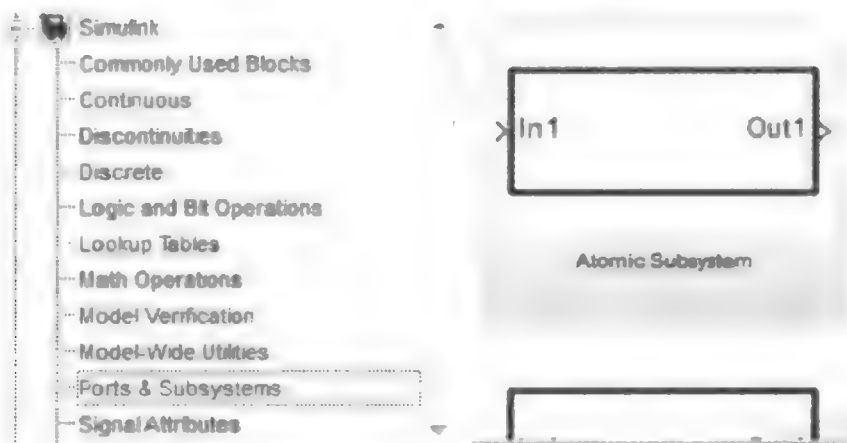 Simulink
Commonly Used Blocks
Continuous
Discontinuities
Discrete
Logic and Bit Operations
Lookup Tables
Math Operations
Model Verification
Model-Wide Utilities
Ports & Subsystems
Signal Attributes
In1
Out1
Atomic Subsystem